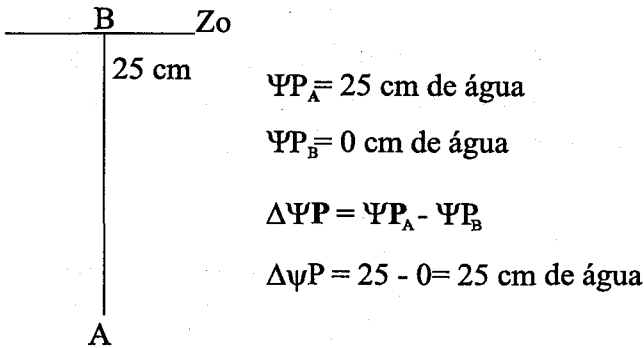 B Zo
25 cm
ΨP_A= 25 cm de água
ΨP_B= 0 cm de água
ΔΨP = ΨP_A - ΨP_B
ΔψP = 25 - 0= 25 cm de água
A